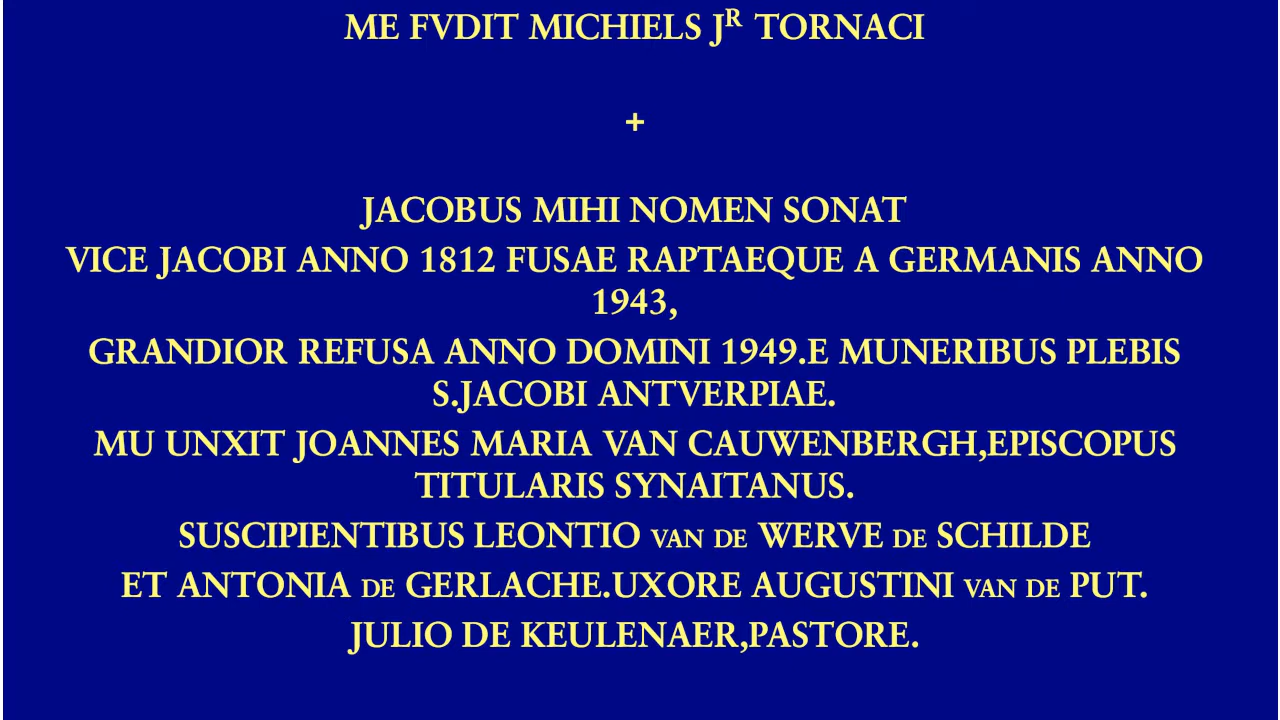 ME FVDIT MICHIELS JR TORNACI
+
JACOBUS MIHI NOMEN SONAT
VICE JACOBI ANNO 1812 FUSAE RAPTAEQUE A GERMANIS ANNO
1943,
GRANDIOR REFUSA ANNO DOMINI 1949.E MUNERIBUS PLEBIS
S.JACOBI ANTVERPIAE.
MU UNXIT JOANNES MARIA VAN CAUWENBERGH,EPISCOPUS
TITULARIS SYNAITANUS.
SUSCIPIENTIBUS LEONTIO VAN DE WERVE DE SCHILDE
ET ANTONIA DE GERLACHE.UXORE AUGUSTINI VAN DE PUT.
JULIO DE KEULENAER,PASTORE.